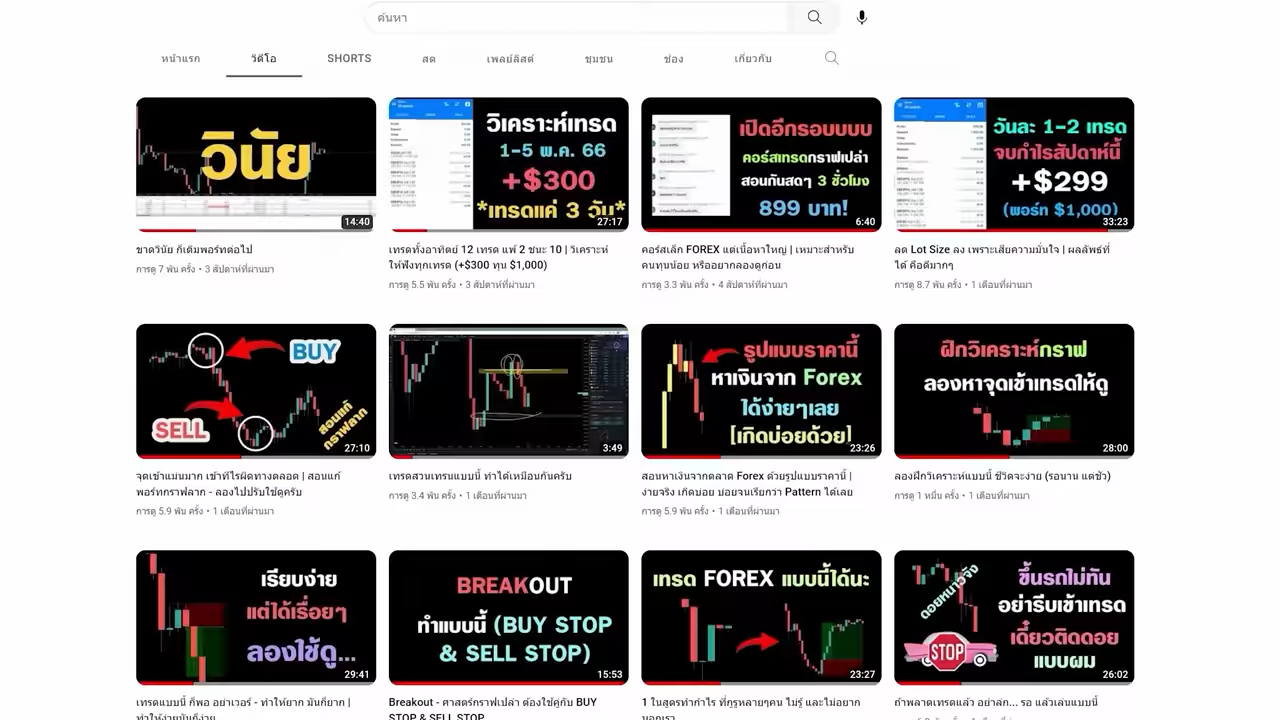 ค้นหา
หน้าแรก วิดีโอ SHORTS สด เพลย์ลิสต์ ชุมชน ช่อง เกี่ยวกับ
วินัย
14:40
วิเคราะห์เทรด
1-5 พ.ค. 66
+$300
*เทรดแค่ 3 วัน*
27:17
เปิดอีกรอบบบบ
คอร์สเทรดกราฟเปล่า
สอนกันสดๆ 3 ชั่วโมง
899 บาท!
6:40
วันละ 1-2 เทรด
จบกำไรสัปดาห์นี้
+$299
(พอร์ท $1,000)
33:23
ขาดวินัย ก็เติมพอร์ทต่อไป
การดู 7 พัน ครั้ง • 3 สัปดาห์ที่ผ่านมา
เทรดทั้งอาทิตย์ 12 เทรด แพ้ 2 ชนะ 10 | วิเคราะห์
ให้ฟังทุกเทรด (+$300 ทุน $1,000)
การดู 5.5 พัน ครั้ง • 3 สัปดาห์ที่ผ่านมา
คอร์สเล็ก FOREX แต่เนื้อหาใหญ่ | เหมาะสำหรับ
คนทุนน้อย หรืออยากลองดูก่อน
การดู 3.3 พัน ครั้ง • 4 สัปดาห์ที่ผ่านมา
ลด Lot Size ลง เพราะเสียความมั่นใจ | ผลลัพธ์ที่
ได้ คือดีมากๆ
การดู 8.7 พัน ครั้ง • 1 เดือนที่ผ่านมา
BUY
SELL
สอนแก้
กราฟลาก
27:10
3:49
รูปแบบราคานี้
หาเงินจาก Forex
ได้ง่ายๆเลย
[เกิดบ่อยด้วย]
23:26
ฝึกวิเคราะห์กราฟ
ลองหาจุดเข้าเทรดให้ดู
28:00
จุดเข้าแม่นมาก เข้าทีไรผิดทางตลอด | สอนแก้
พอร์ทกราฟลาก - ลองไปปรับใช้ดูครับ
การดู 5.9 พัน ครั้ง • 1 เดือนที่ผ่านมา
เทรดสวนเทรนแบบนี้ ทำได้เหมือนกันครับ
การดู 3.4 พัน ครั้ง • 1 เดือนที่ผ่านมา
สอนหาเงินจากตลาด Forex ด้วยรูปแบบราคานี้ |
ง่ายจริง เกิดบ่อย บ่อยจนเรียกว่า Pattern ได้เลย
การดู 5.9 พัน ครั้ง • 1 เดือนที่ผ่านมา
ลองฝึกวิเคราะห์แบบนี้ ชีวิตจะง่าย (รอนาน แต่ชัว)
การดู 1 หมื่น ครั้ง • 1 เดือนที่ผ่านมา
เรียบง่าย
แต่ได้เรื่อยๆ
ลองใช้ดู...
29:41
BREAKOUT
ทำแบบนี้ (BUY STOP
& SELL STOP)
15:53
เทรด FOREX แบบนี้ได้นะ
23:27
ดอยหนาวจัง
ขึ้นรถไม่ทัน
อย่ารีบเข้าเทรด
เดี๋ยวติดดอย
แบบผม
STOP
26:02
เทรดแบบนี้ ก็พอ อย่าเวอร์ - ทำให้ยาก มันก็ยาก |
ทำให้ง่ายมันก็ง่าย
Breakout - ศาสตร์กราฟเปล่า ต้องใช้คู่กับ BUY
STOP & SELL STOP
1 ในสูตรทำกำไร ที่กูรูหลายๆคน ไม่รู้ และไม่อยาก
บอกเรา
ถ้าพลาดเทรดแล้ว อย่าลัก... รอ แล้วเล่นแบบนี้